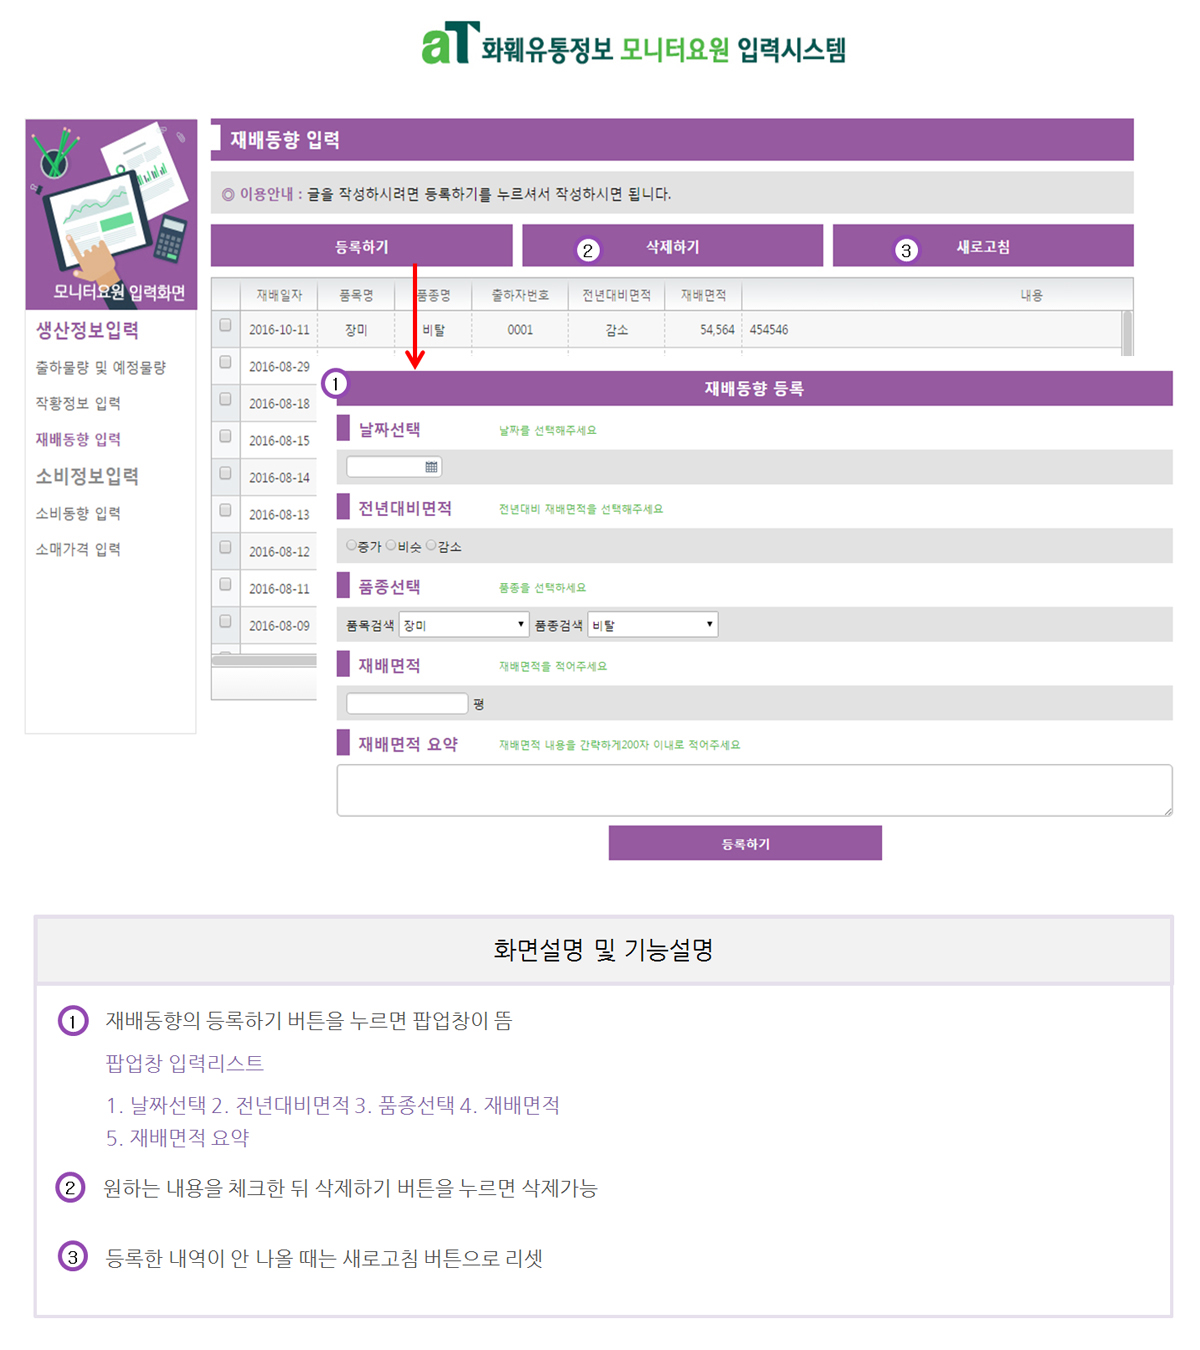 aT 화훼유통정보 모니터요원 입력시스템
모니터요원 입력화면
생산정보입력
출하물량 및 예정물량
작황정보 입력
재배동향 입력
소비정보입력
소비동향 입력
소매가격 입력
재배동향 입력
◎ 이용안내 : 글을 작성하시려면 등록하기를 누르셔서 작성하시면 됩니다.
등록하기 2 삭제하기 3 새로고침
재배일자 품목명 품종명 출하자번호 전년대비면적 재배면적 내용
2016-10-11 장미 비탈 0001 감소 54,564 454546
2016-08-29
2016-08-18
2016-08-15
2016-08-14
2016-08-13
2016-08-12
2016-08-11
2016-08-09
1 재배동향 등록
날짜선택 날짜를 선택해주세요
전년대비면적 전년대비 재배면적을 선택해주세요
증가 비슷 감소
품종선택 품종을 선택하세요
품목검색 장미 품종검색 비탈
재배면적 재배면적을 적어주세요
평
재배면적 요약 재배면적 내용을 간략하게200자 이내로 적어주세요
등록하기
화면설명 및 기능설명
1 재배동향의 등록하기 버튼을 누르면 팝업창이 뜸
팝업창 입력리스트
1. 날짜선택 2. 전년대비면적 3. 품종선택 4. 재배면적
5. 재배면적 요약
2 원하는 내용을 체크한 뒤 삭제하기 버튼을 누르면 삭제가능
3 등록한 내역이 안 나올 때는 새로고침 버튼으로 리셋